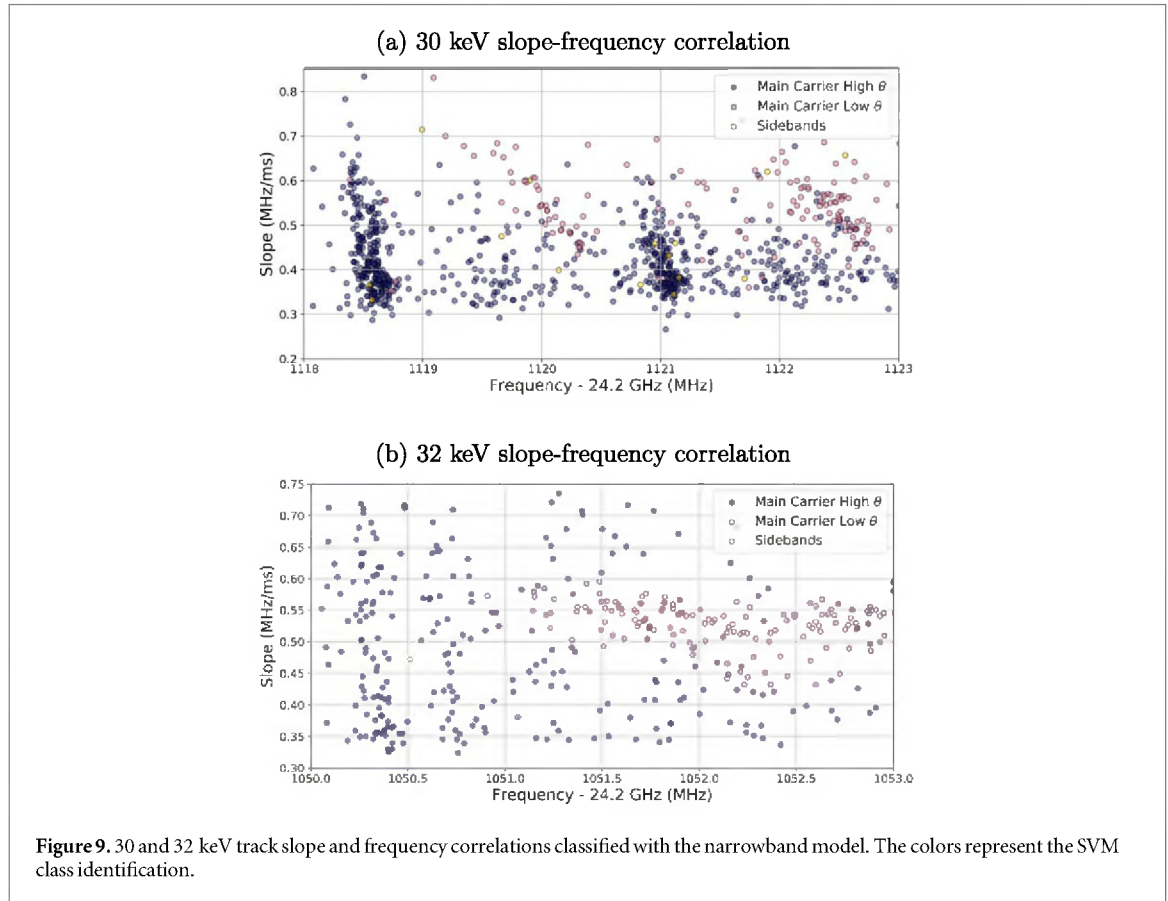 (a) 30 keV slope-frequency correlation
Main Carrier High θ
Main Carrier Low θ
Sidebands
0.8
0.7
0.6
0.5
0.4
0.3
0.2
Slope (MHz/ms)
1118 1119 1120 1121 1122 1123
Frequency - 24.2 GHz (MHz)
(b) 32 keV slope-frequency correlation
Main Carrier High θ
Main Carrier Low θ
Sidebands
0.75
0.70
0.65
0.60
0.55
0.50
0.45
0.40
0.35
0.30
Slope (MHz/ms)
1050.0 1050.5 1051.0 1051.5 1052.0 1052.5 1053.0
Frequency - 24.2 GHz (MHz)
Figure 9. 30 and 32 keV track slope and frequency correlations classified with the narrowband model. The colors represent the SVM
class identification.